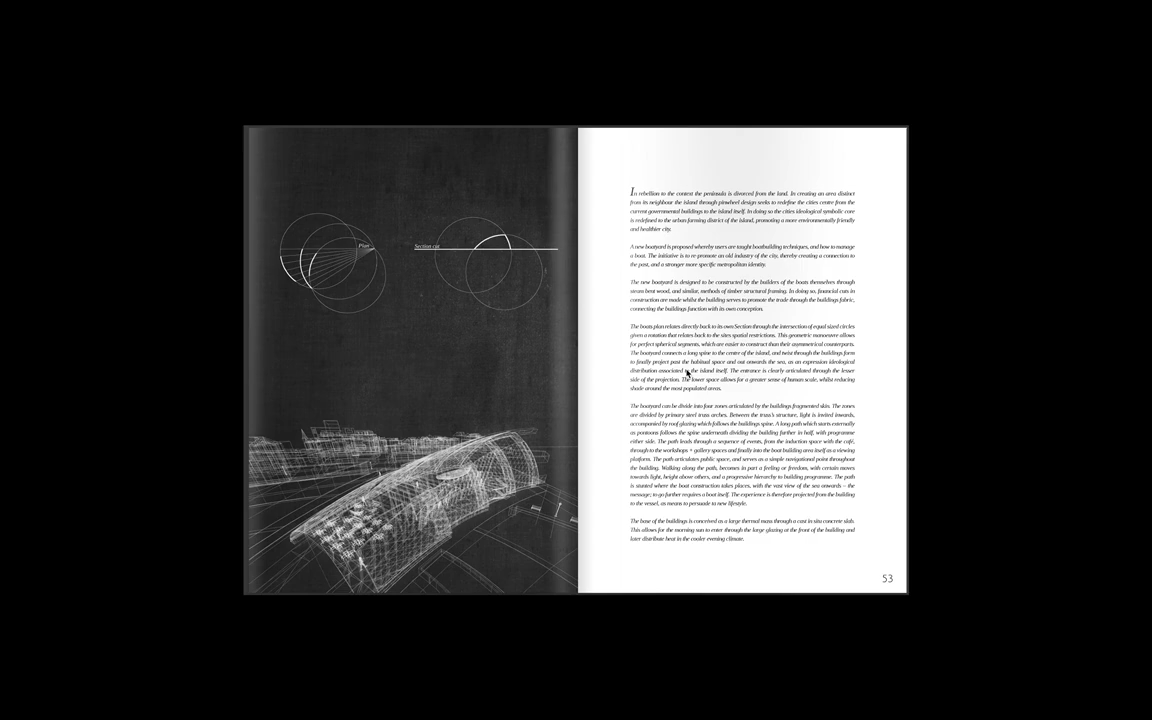 Plan
Section cut
In rebellion to the context the peninsula is divorced from the land. In creating an area distinct
from its neighbour the island through pinwheel design seeks to redefine the cities centre from the
current governmental buildings to the island itself. In doing so the cities ideological symbolic core
is redefined to the urban farming district of the island, promoting a more environmentally friendly
and healthier city.
A new boatyard is proposed whereby users are taught boatbuilding techniques, and how to manage
a boat. The initiative is to re-promote an old industry of the city, thereby creating a connection to
the past, and a stronger more specific metropolitan identity.
The new boatyard is designed to be constructed by the builders of the boats themselves through
steam bent wood, and similar, methods of timber structural framing. In doing so, financial cuts in
construction are made whilst the building serves to promote the trade through the buildings fabric,
connecting the buildings function with its own conception.
The boats plan relates directly back to its own Section through the intersection of equal sized circles
given a rotation that relates back to the sites spatial restrictions. This geometric manoeuvre allows
for perfect spherical segments, which are easier to construct than their asymmetrical counterparts.
The boatyard connects a long spine to the centre of the island, and twist through the buildings form
to finally project past the habitual space and out onwards the sea, as an expression ideological
distribution associated to the island itself. The entrance is clearly articulated through the lesser
side of the projection. The lower space allows for a greater sense of human scale, whilst reducing
shade around the most populated areas.
The boatyard can be divide into four zones articulated by the buildings fragmented skin. The zones
are divided by primary steel truss arches. Between the truss's structure, light is invited inwards,
accompanied by roof glazing which follows the buildings spine. A long path which starts externally
as pontoons follows the spine underneath dividing the building further in half, with programme
either side. The path leads through a sequence of events, from the induction space with the café,
through to the workshops + gallery spaces and finally into the boat building area itself as a viewing
platform. The path articulates public space, and serves as a simple navigational point throughout
the building. Walking along the path, becomes in part a feeling or freedom, with certain moves
towards light, height above others, and a progressive hierarchy to building programme. The path
is stunted where the boat construction takes places, with the vast view of the sea onwards – the
message; to go further requires a boat itself. The experience is therefore projected from the building
to the vessel, as means to persuade to new lifestyle.
The base of the buildings is conceived as a large thermal mass through a cast in situ concrete slab.
This allows for the morning sun to enter through the large glazing at the front of the building and
later distribute heat in the cooler evening climate.
53